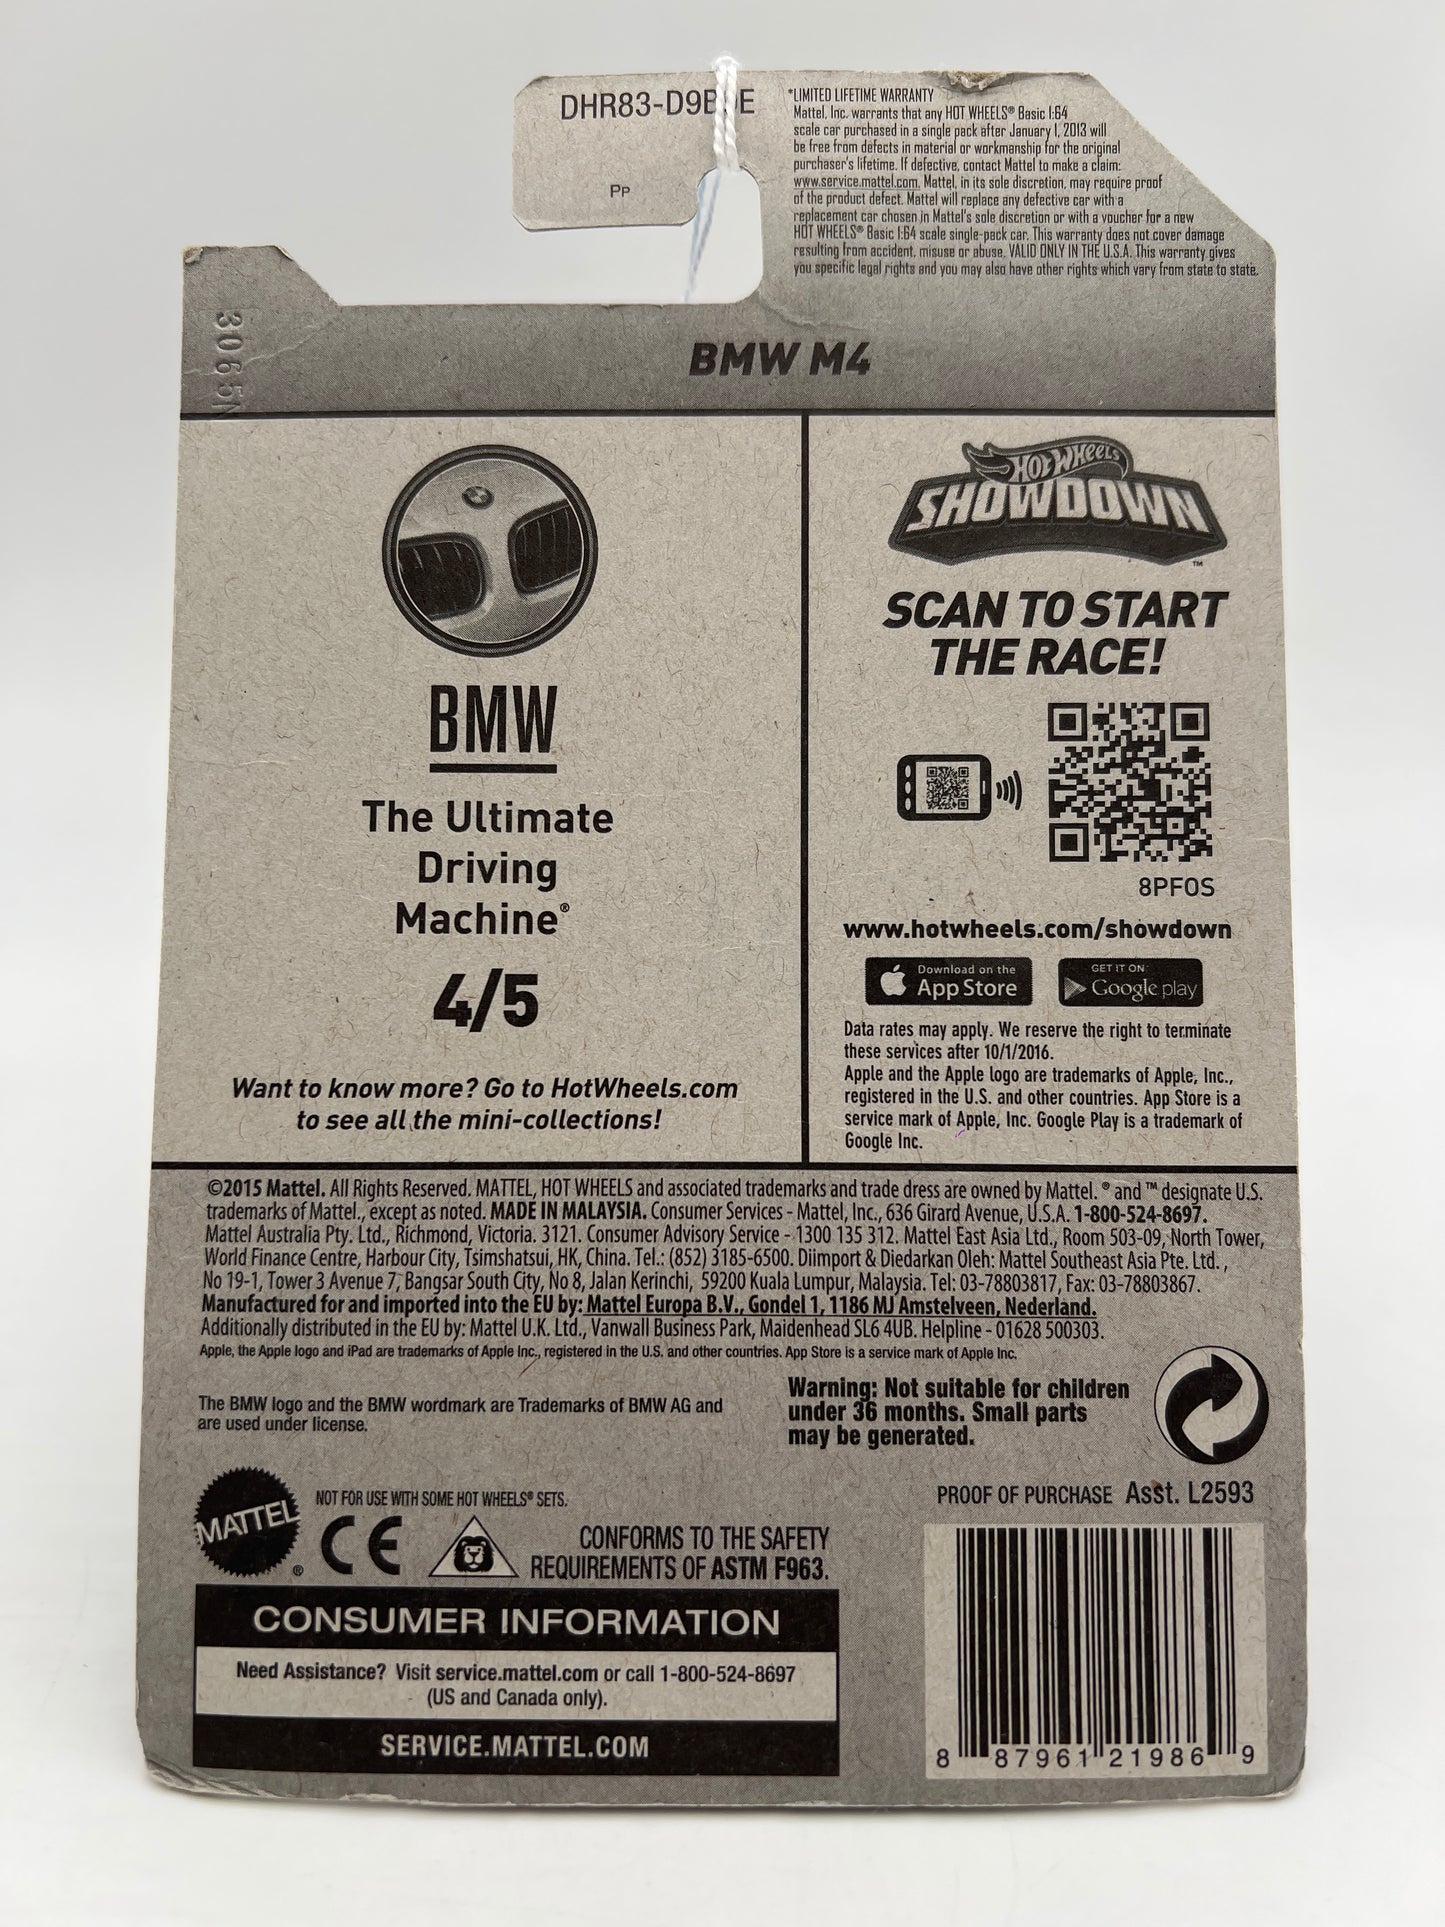 *LIMITED LIFETIME WARRANTY
Mattel, Inc. warrants that any HOT WHEELS® Basic 1:64
scale car purchased in a single pack after January 1, 2013 will
be free from defects in material or workmanship for the original
purchaser's lifetime. If defective, contact Mattel to make a claim:
www.service.mattel.com. Mattel, in its sole discretion, may require proof
of the product defect. Mattel will replace any defective car with a
replacement car chosen in Mattel's sole discretion or with a voucher for a new
HOT WHEELS® Basic 1:64 scale single-pack car. This warranty does not cover damage
resulting from accident, misuse or abuse. VALID ONLY IN THE U.S.A. This warranty gives
you specific legal rights and you may also have other rights which vary from state to state.
PP
3065N
BMW M4
BMW
The Ultimate
Driving
Machine®
4/5
Want to know more? Go to HotWheels.com
to see all the mini-collections!
HOT WHEELS
SHOWDOWN™
SCAN TO START
THE RACE!
8PFOS
www.hotwheels.com/showdown
Download on the
App Store
GET IT ON
Google play
Data rates may apply. We reserve the right to terminate
these services after 10/1/2016.
Apple and the Apple logo are trademarks of Apple, Inc.,
registered in the U.S. and other countries. App Store is a
service mark of Apple, Inc. Google Play is a trademark of
Google Inc.
©2015 Mattel. All Rights Reserved. MATTEL, HOT WHEELS and associated trademarks and trade dress are owned by Mattel. ® and ™ designate U.S.
trademarks of Mattel., except as noted. MADE IN MALAYSIA. Consumer Services - Mattel, Inc., 636 Girard Avenue, U.S.A. 1-800-524-8697.
Mattel Australia Pty. Ltd., Richmond, Victoria. 3121. Consumer Advisory Service - 1300 135 312. Mattel East Asia Ltd., Room 503-09, North Tower,
World Finance Centre, Harbour City, Tsimshatsui, HK, China. Tel.: (852) 3185-6500. Diimport & Diedarkan Oleh: Mattel Southeast Asia Pte. Ltd.,
No 19-1, Tower 3 Avenue 7, Bangsar South City, No 8, Jalan Kerinchi, 59200 Kuala Lumpur, Malaysia. Tel: 03-78803817, Fax: 03-78803867.
Manufactured for and imported into the EU by: Mattel Europa B.V., Gondel 1, 1186 MJ Amstelveen, Nederland.
Additionally distributed in the EU by: Mattel U.K. Ltd., Vanwall Business Park, Maidenhead SL6 4UB. Helpline - 01628 500303.
Apple, the Apple logo and iPad are trademarks of Apple Inc., registered in the U.S. and other countries. App Store is a service mark of Apple Inc.
The BMW logo and the BMW wordmark are Trademarks of BMW AG and
are used under license.
Warning: Not suitable for children
under 36 months. Small parts
may be generated.
MATTEL®
NOT FOR USE WITH SOME HOT WHEELS® SETS.
CE
CONFORMS TO THE SAFETY
REQUIREMENTS OF ASTM F963.
PROOF OF PURCHASE Asst. L2593
CONSUMER INFORMATION
Need Assistance? Visit service.mattel.com or call 1-800-524-8697
(US and Canada only).
SERVICE.MATTEL.COM
8 87961 21986 9